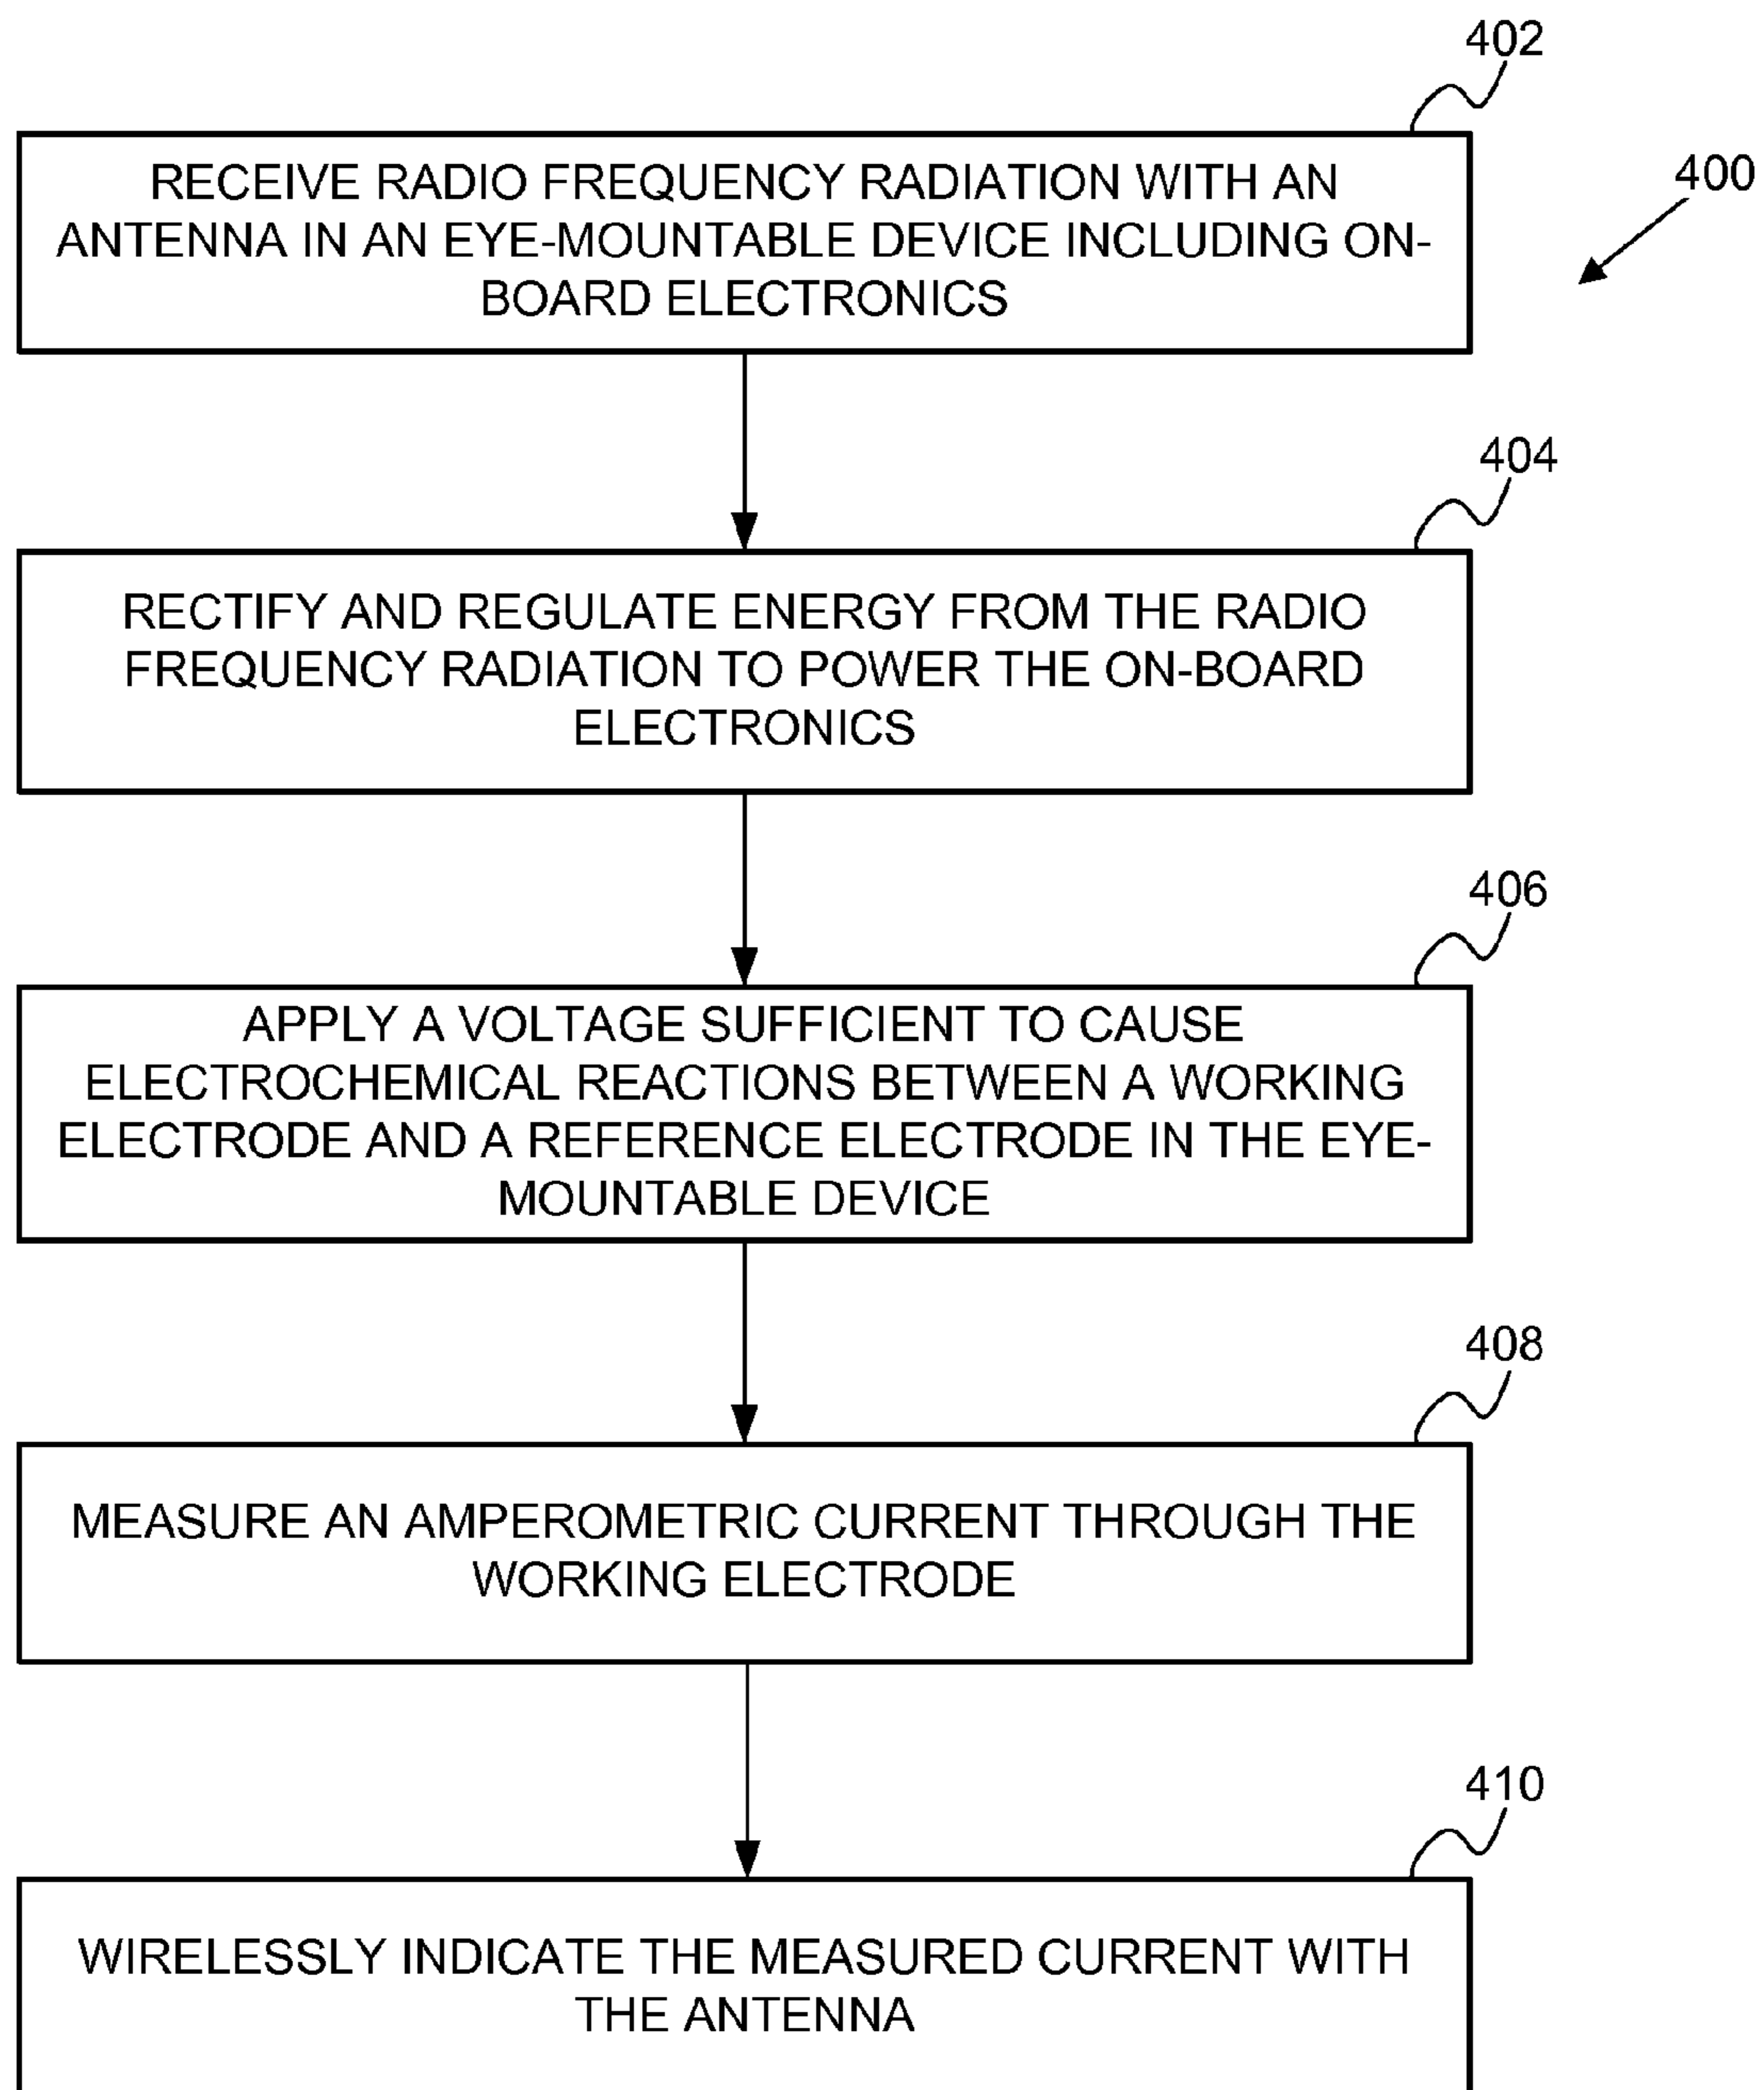 402
400
RECEIVE RADIO FREQUENCY RADIATION WITH AN
ANTENNA IN AN EYE-MOUNTABLE DEVICE INCLUDING ON-
BOARD ELECTRONICS
404
RECTIFY AND REGULATE ENERGY FROM THE RADIO
FREQUENCY RADIATION TO POWER THE ON-BOARD
ELECTRONICS
406
APPLY A VOLTAGE SUFFICIENT TO CAUSE
ELECTROCHEMICAL REACTIONS BETWEEN A WORKING
ELECTRODE AND A REFERENCE ELECTRODE IN THE EYE-
MOUNTABLE DEVICE
408
MEASURE AN AMPEROMETRIC CURRENT THROUGH THE
WORKING ELECTRODE
410
WIRELESSLY INDICATE THE MEASURED CURRENT WITH
THE ANTENNA